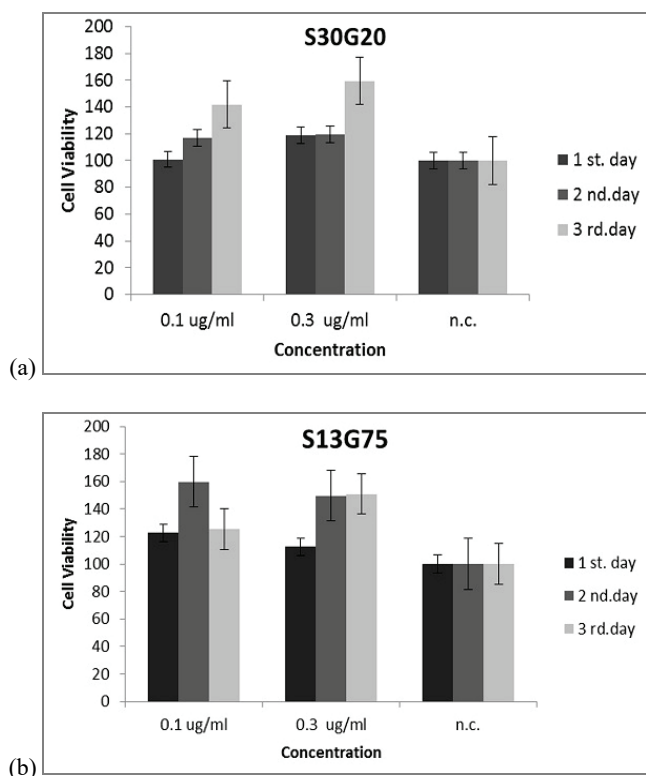 S30G20
200
180
160
140
120
100
80
60
40
20
0
Cell Viability
0.1 ug/ml 0.3 ug/ml n.c.
Concentration
1 st. day
2 nd.day
3 rd.day
(a)
S13G75
200
180
160
140
120
100
80
60
40
20
0
Cell Viability
0.1 ug/ml 0.3 ug/ml n.c.
Concentration
1 st. day
2 nd.day
3 rd.day
(b)